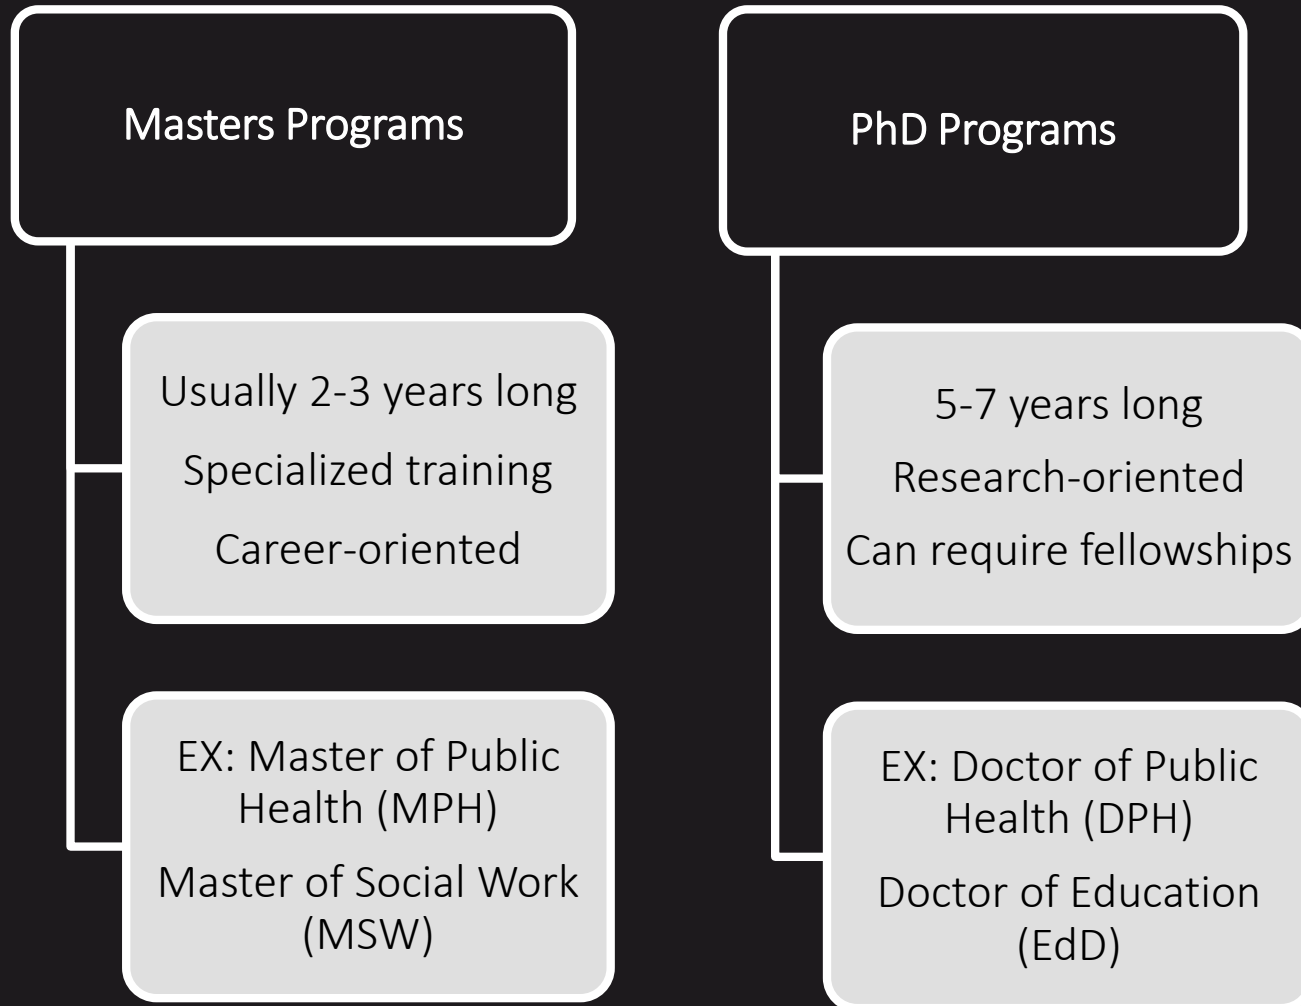 Masters Programs
Usually 2-3 years long
Specialized training
Career-oriented
EX: Master of Public
Health (MPH)
Master of Social Work
(MSW)
PhD Programs
5-7 years long
Research-oriented
Can require fellowships
EX: Doctor of Public
Health (DPH)
Doctor of Education
(EdD)